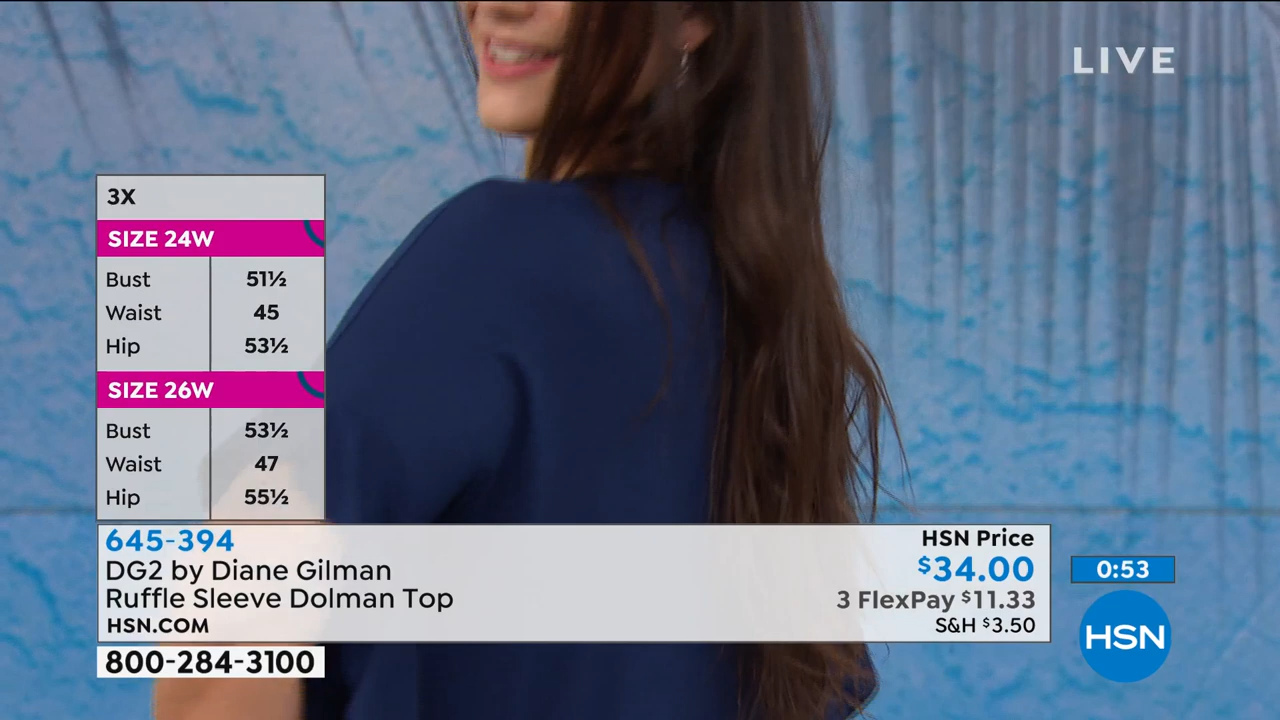 LIVE
3X
SIZE 24W
Bust 51½
Waist 45
Hip 53½
SIZE 26W
Bust 53½
Waist 47
Hip 55½
645-394
DG2 by Diane Gilman
Ruffle Sleeve Dolman Top
HSN.COM
HSN Price
$34.00
3 FlexPay $11.33
S&H $3.50
0:53
HSN
800-284-3100